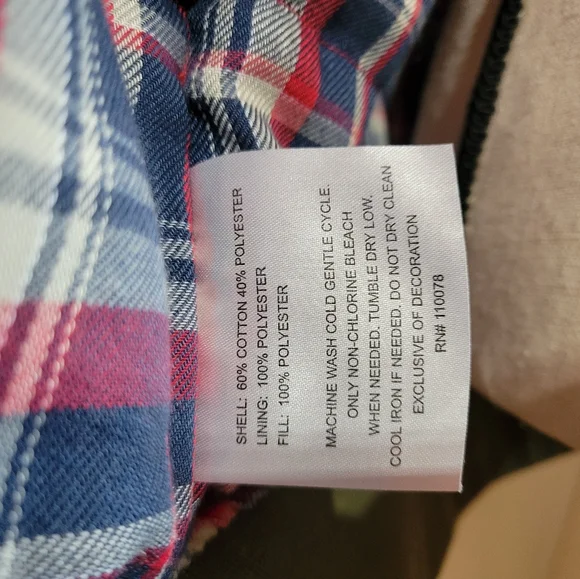 SHELL: 60% COTTON 40% POLYESTER
LINING: 100% POLYESTER
FILL: 100% POLYESTER
MACHINE WASH COLD GENTLE CYCLE.
ONLY NON-CHLORINE BLEACH
WHEN NEEDED. TUMBLE DRY LOW.
COOL IRON IF NEEDED. DO NOT DRY CLEAN
EXCLUSIVE OF DECORATION
RN# 110078